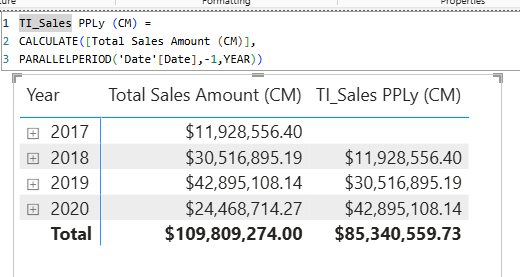 Formatting
Properties
1 TI_Sales PPLy (CM) =
2 CALCULATE([Total Sales Amount (CM)],
3 PARALLELPERIOD('Date'[Date],-1,YEAR))
Year Total Sales Amount (CM) TI_Sales PPLy (CM)
2017 $11,928,556.40
2018 $30,516,895.19 $11,928,556.40
2019 $42,895,108.14 $30,516,895.19
2020 $24,468,714.27 $42,895,108.14
Total $109,809,274.00 $85,340,559.73